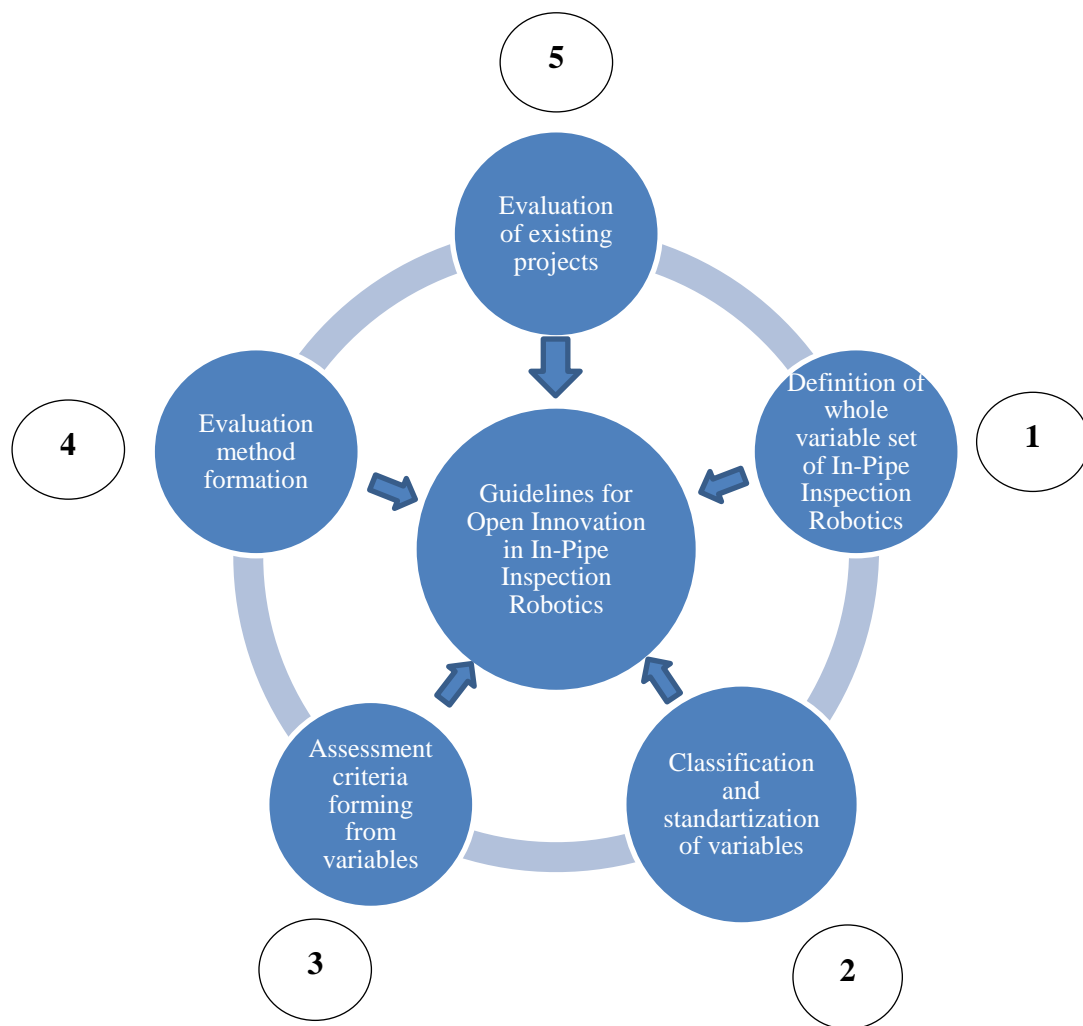 5
Evaluation
of existing
projects
Definition of
whole
variable set
of In-Pipe
Inspection
Robotics
1
4
Evaluation
method
formation
Guidelines for
Open Innovation
in In-Pipe
Inspection
Robotics
Assessment
criteria
forming
from
variables
Classification
and
standartization
of variables
3
2